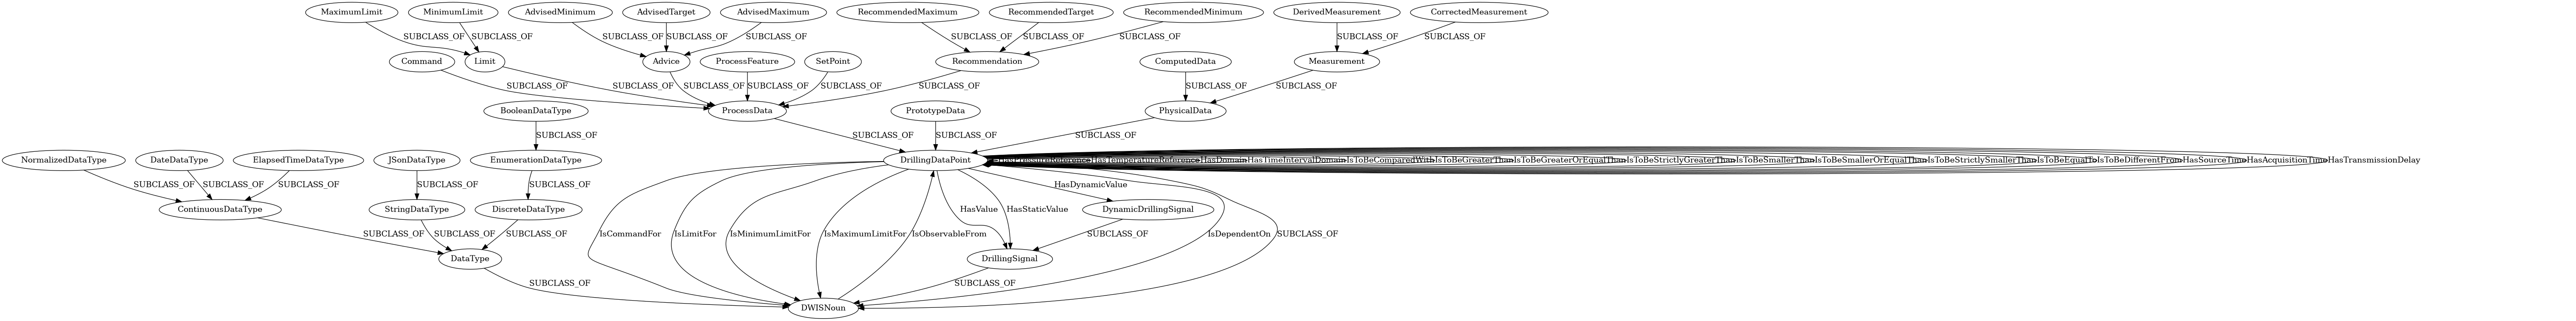 MaximumLimit
MinimumLimit
AdvisedMinimum
AdvisedTarget
AdvisedMaximum
RecommendedMaximum
RecommendedTarget
RecommendedMinimum
DerivedMeasurement
CorrectedMeasurement
SUBCLASS_OF
SUBCLASS_OF
SUBCLASS_OF
SUBCLASS_OF
SUBCLASS_OF
SUBCLASS_OF
SUBCLASS_OF
SUBCLASS_OF
SUBCLASS_OF
SUBCLASS_OF
Command
Limit
Advice
ProcessFeature
SetPoint
Recommendation
ComputedData
Measurement
SUBCLASS_OF
SUBCLASS_OF
SUBCLASS_OF
SUBCLASS_OF
SUBCLASS_OF
SUBCLASS_OF
SUBCLASS_OF
SUBCLASS_OF
BooleanDataType
ProcessData
PrototypeData
PhysicalData
SUBCLASS_OF
SUBCLASS_OF
SUBCLASS_OF
SUBCLASS_OF
NormalizedDataType
DateDataType
ElapsedTimeDataType
JSonDataType
EnumerationDataType
DrillingDataPoint
HasTemperatureReference
HasDomain
HasTimeIntervalDomain
IsToBeComparedWith
IsToBeGreaterThan
IsToBeGreaterOrEqualThan
IsToBeStrictlyGreaterThan
IsToBeSmallerThan
IsToBeSmallerOrEqualThan
IsToBeStrictlySmallerThan
IsToBeEqualTo
IsToBeDifferentFrom
HasSourceTime
HasAcquisitionTime
HasTransmissionDelay
SUBCLASS_OF
SUBCLASS_OF
SUBCLASS_OF
SUBCLASS_OF
SUBCLASS_OF
HasDynamicValue
ContinuousDataType
StringDataType
DiscreteDataType
HasValue
HasStaticValue
DynamicDrillingSignal
SUBCLASS_OF
SUBCLASS_OF
SUBCLASS_OF
IsCommandFor
IsLimitFor
IsMinimumLimitFor
IsMaximumLimitFor
IsObservableFrom
SUBCLASS_OF
IsDependentOn
SUBCLASS_OF
DataType
DrillingSignal
SUBCLASS_OF
SUBCLASS_OF
DWISNoun